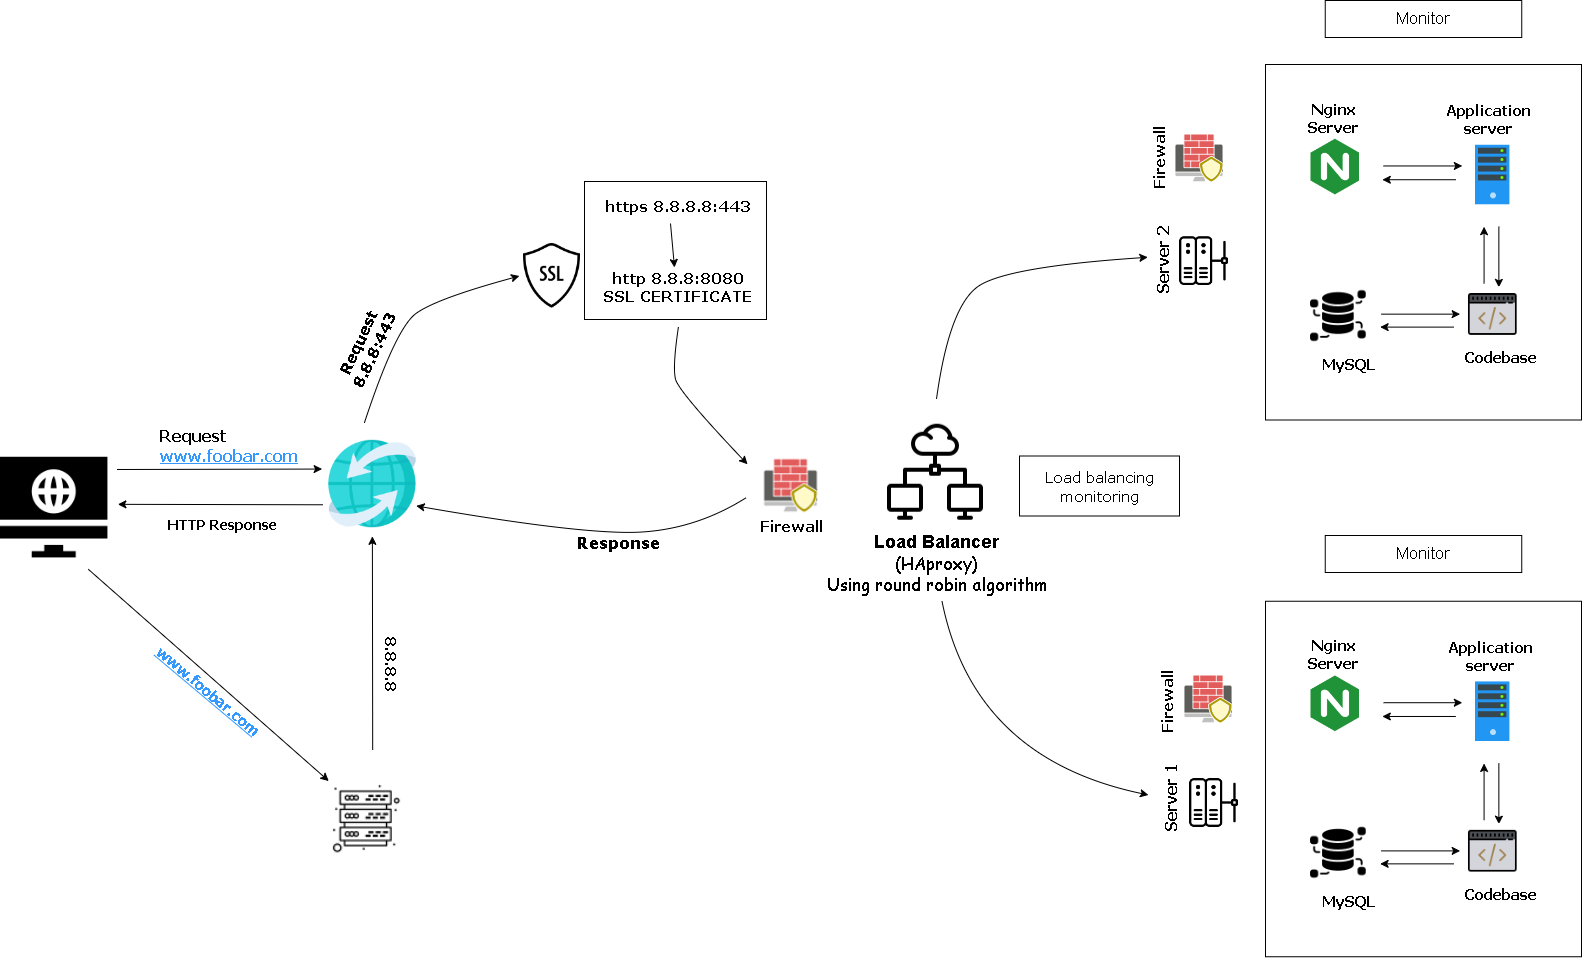 Monitor
Nginx
Server
Application
server
Firewall
Server 2
MySQL
Codebase
https 8.8.8.8:443
http 8.8.8:8080
SSL CERTIFICATE
SSL
Request
8.8.8:443
Request
www.foobar.com
HTTP Response
Response
Firewall
Load Balancer
(HAproxy)
Using round robin algorithm
Load balancing
monitoring
www.foobar.com
8.8.8.8
Monitor
Nginx
Server
Application
server
Firewall
Server 1
MySQL
Codebase